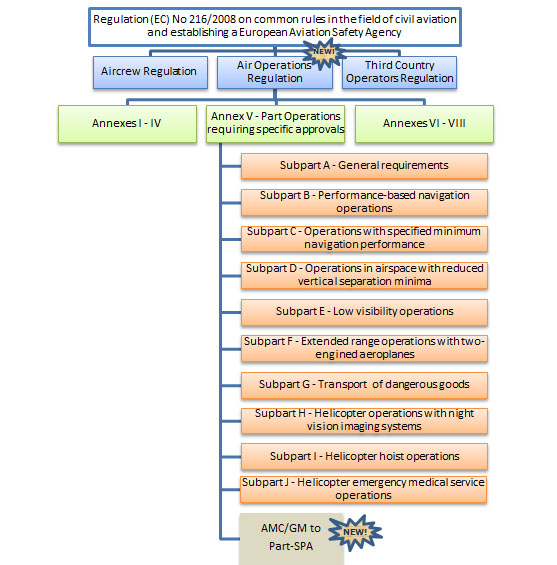 Regulation (EC) No 216/2008 on common rules in the field of civil aviation
and establishing a European Aviation Safety Agency
NEW!
Aircrew Regulation
Air Operations
Regulation
Third Country
Operators Regulation
Annexes I - IV
Annex V - Part Operations
requiring specific approvals
Annexes VI - VIII
Subpart A - General requirements
Subpart B - Performance-based navigation
operations
Subpart C - Operations with specified minimum
navigation performance
Subpart D - Operations in airspace with reduced
vertical separation minima
Subpart E - Low visibility operations
Subpart F - Extended range operations with two-
engined aeroplanes
Subpart G - Transport of dangerous goods
Supbart H - Helicopter operations with night
vision imaging systems
Subpart I - Helicopter hoist operations
Subpart J - Helicopter emergency medical service
operations
AMC/GM to
Part-SPA
NEW!